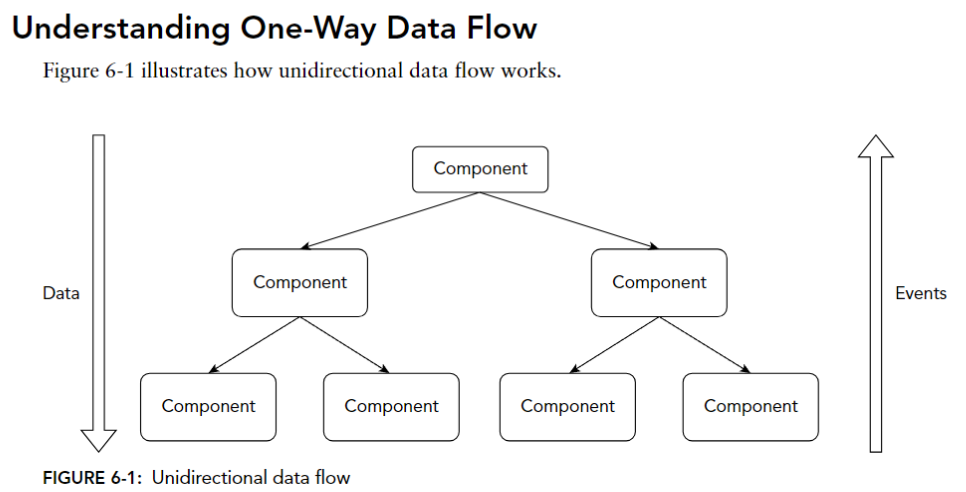 Understanding One-Way Data Flow
Figure 6-1 illustrates how unidirectional data flow works.
Component
Component
Component
Data
Events
Component
Component
Component
Component
FIGURE 6-1: Unidirectional data flow